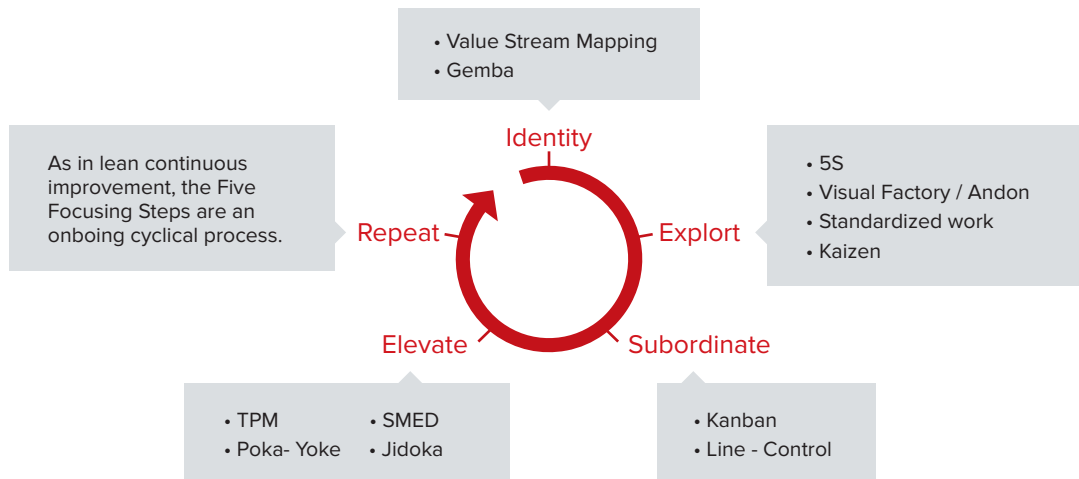 • Value Stream Mapping
• Gemba
Identity
As in lean continuous
improvement, the Five
Focusing Steps are an
onboing cyclical process.
Repeat
Explort
• 5S
• Visual Factory / Andon
• Standardized work
• Kaizen
Elevate
Subordinate
• TPM • SMED
• Poka- Yoke • Jidoka
• Kanban
• Line - Control